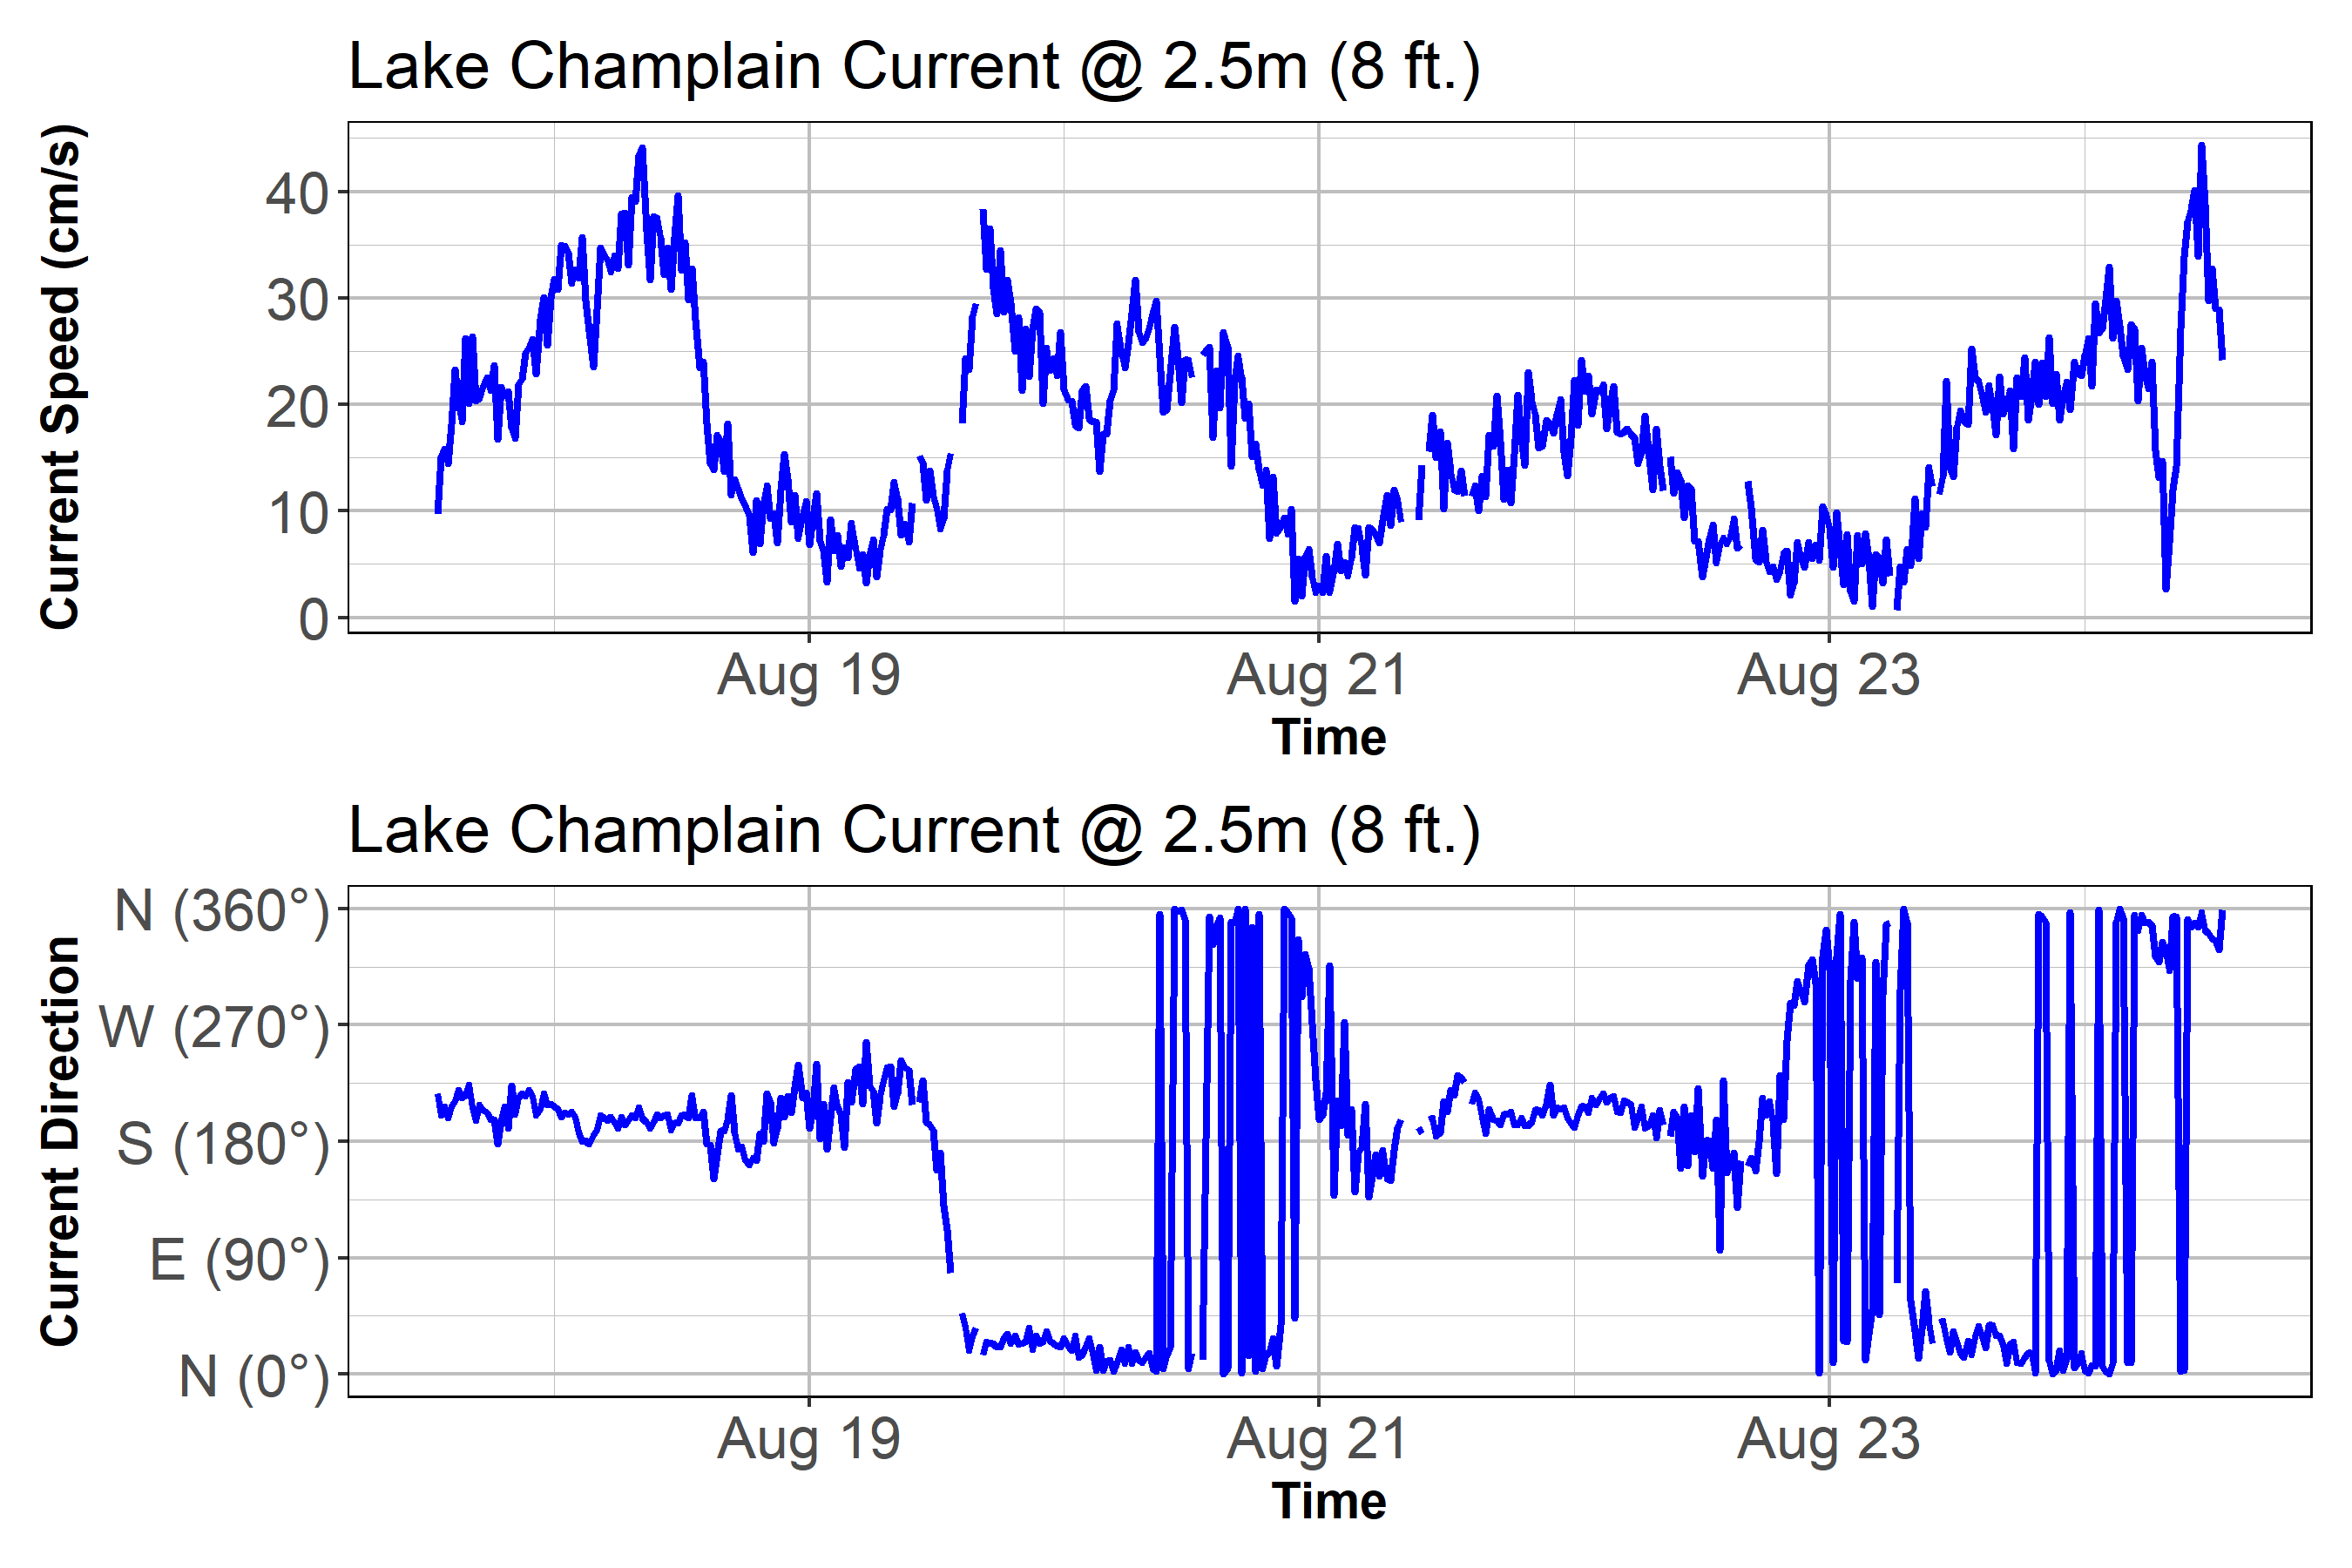 Lake Champlain Current @ 2.5m (8 ft.)
Current Speed (cm/s)
40
30
20
10
0
Aug 19 Aug 21 Aug 23
Time
Lake Champlain Current @ 2.5m (8 ft.)
Current Direction
N (360°)
W (270°)
S (180°)
E (90°)
N (0°)
Aug 19 Aug 21 Aug 23
Time